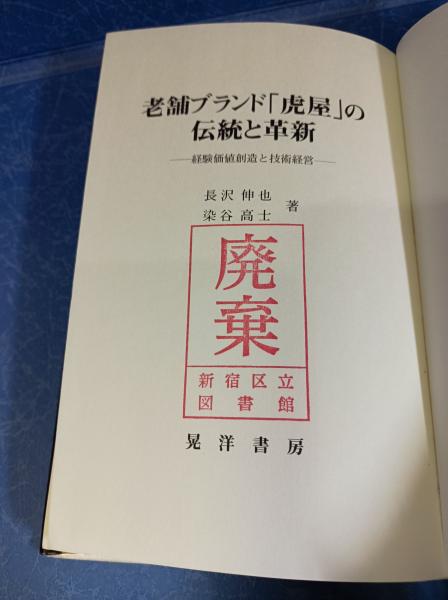 老舗ブランド「虎屋」の
伝統と革新
──経験価値創造と技術経営──
長沢 伸也
染谷 高士 著
廃棄
新宿区立
図書館
晃洋書房